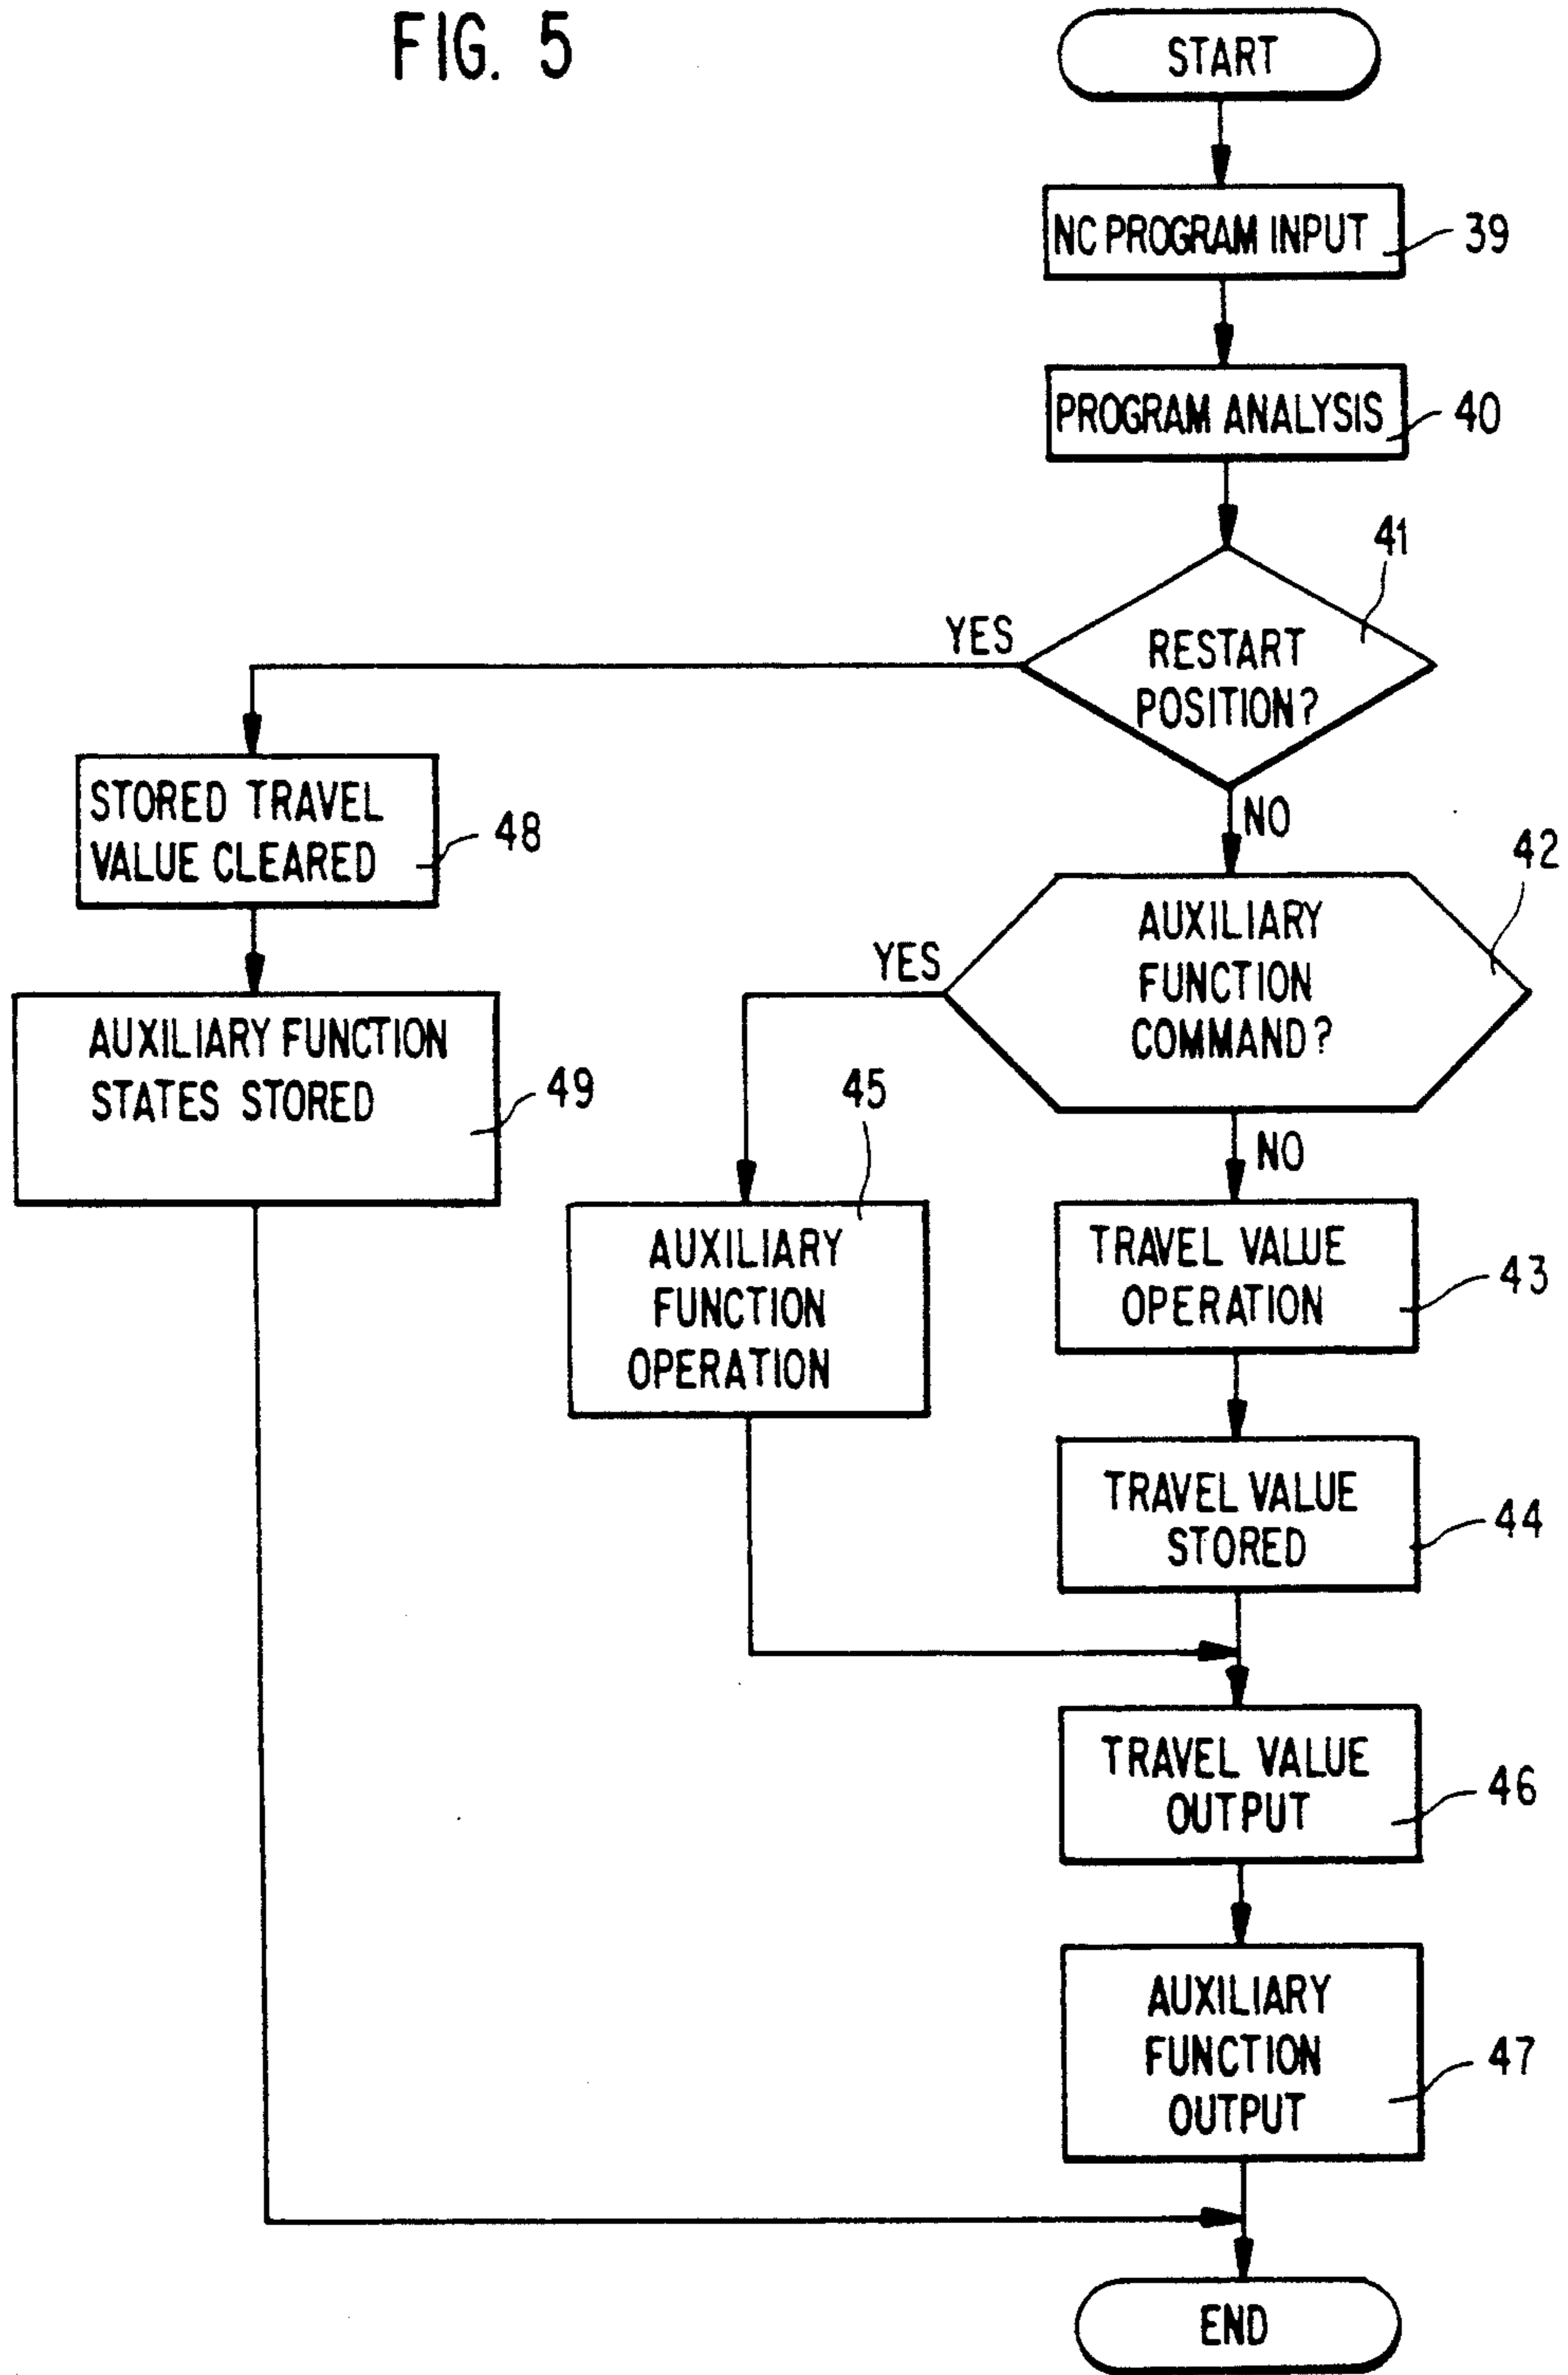 FIG. 5
START
NC PROGRAM INPUT
39
PROGRAM ANALYSIS
40
41
RESTART
POSITION?
YES
NO
STORED TRAVEL
VALUE CLEARED
48
AUXILIARY FUNCTION
STATES STORED
49
42
AUXILIARY
FUNCTION
COMMAND?
YES
NO
45
AUXILIARY
FUNCTION
OPERATION
TRAVEL VALUE
OPERATION
43
TRAVEL VALUE
STORED
44
TRAVEL VALUE
OUTPUT
46
AUXILIARY
FUNCTION
OUTPUT
47
END